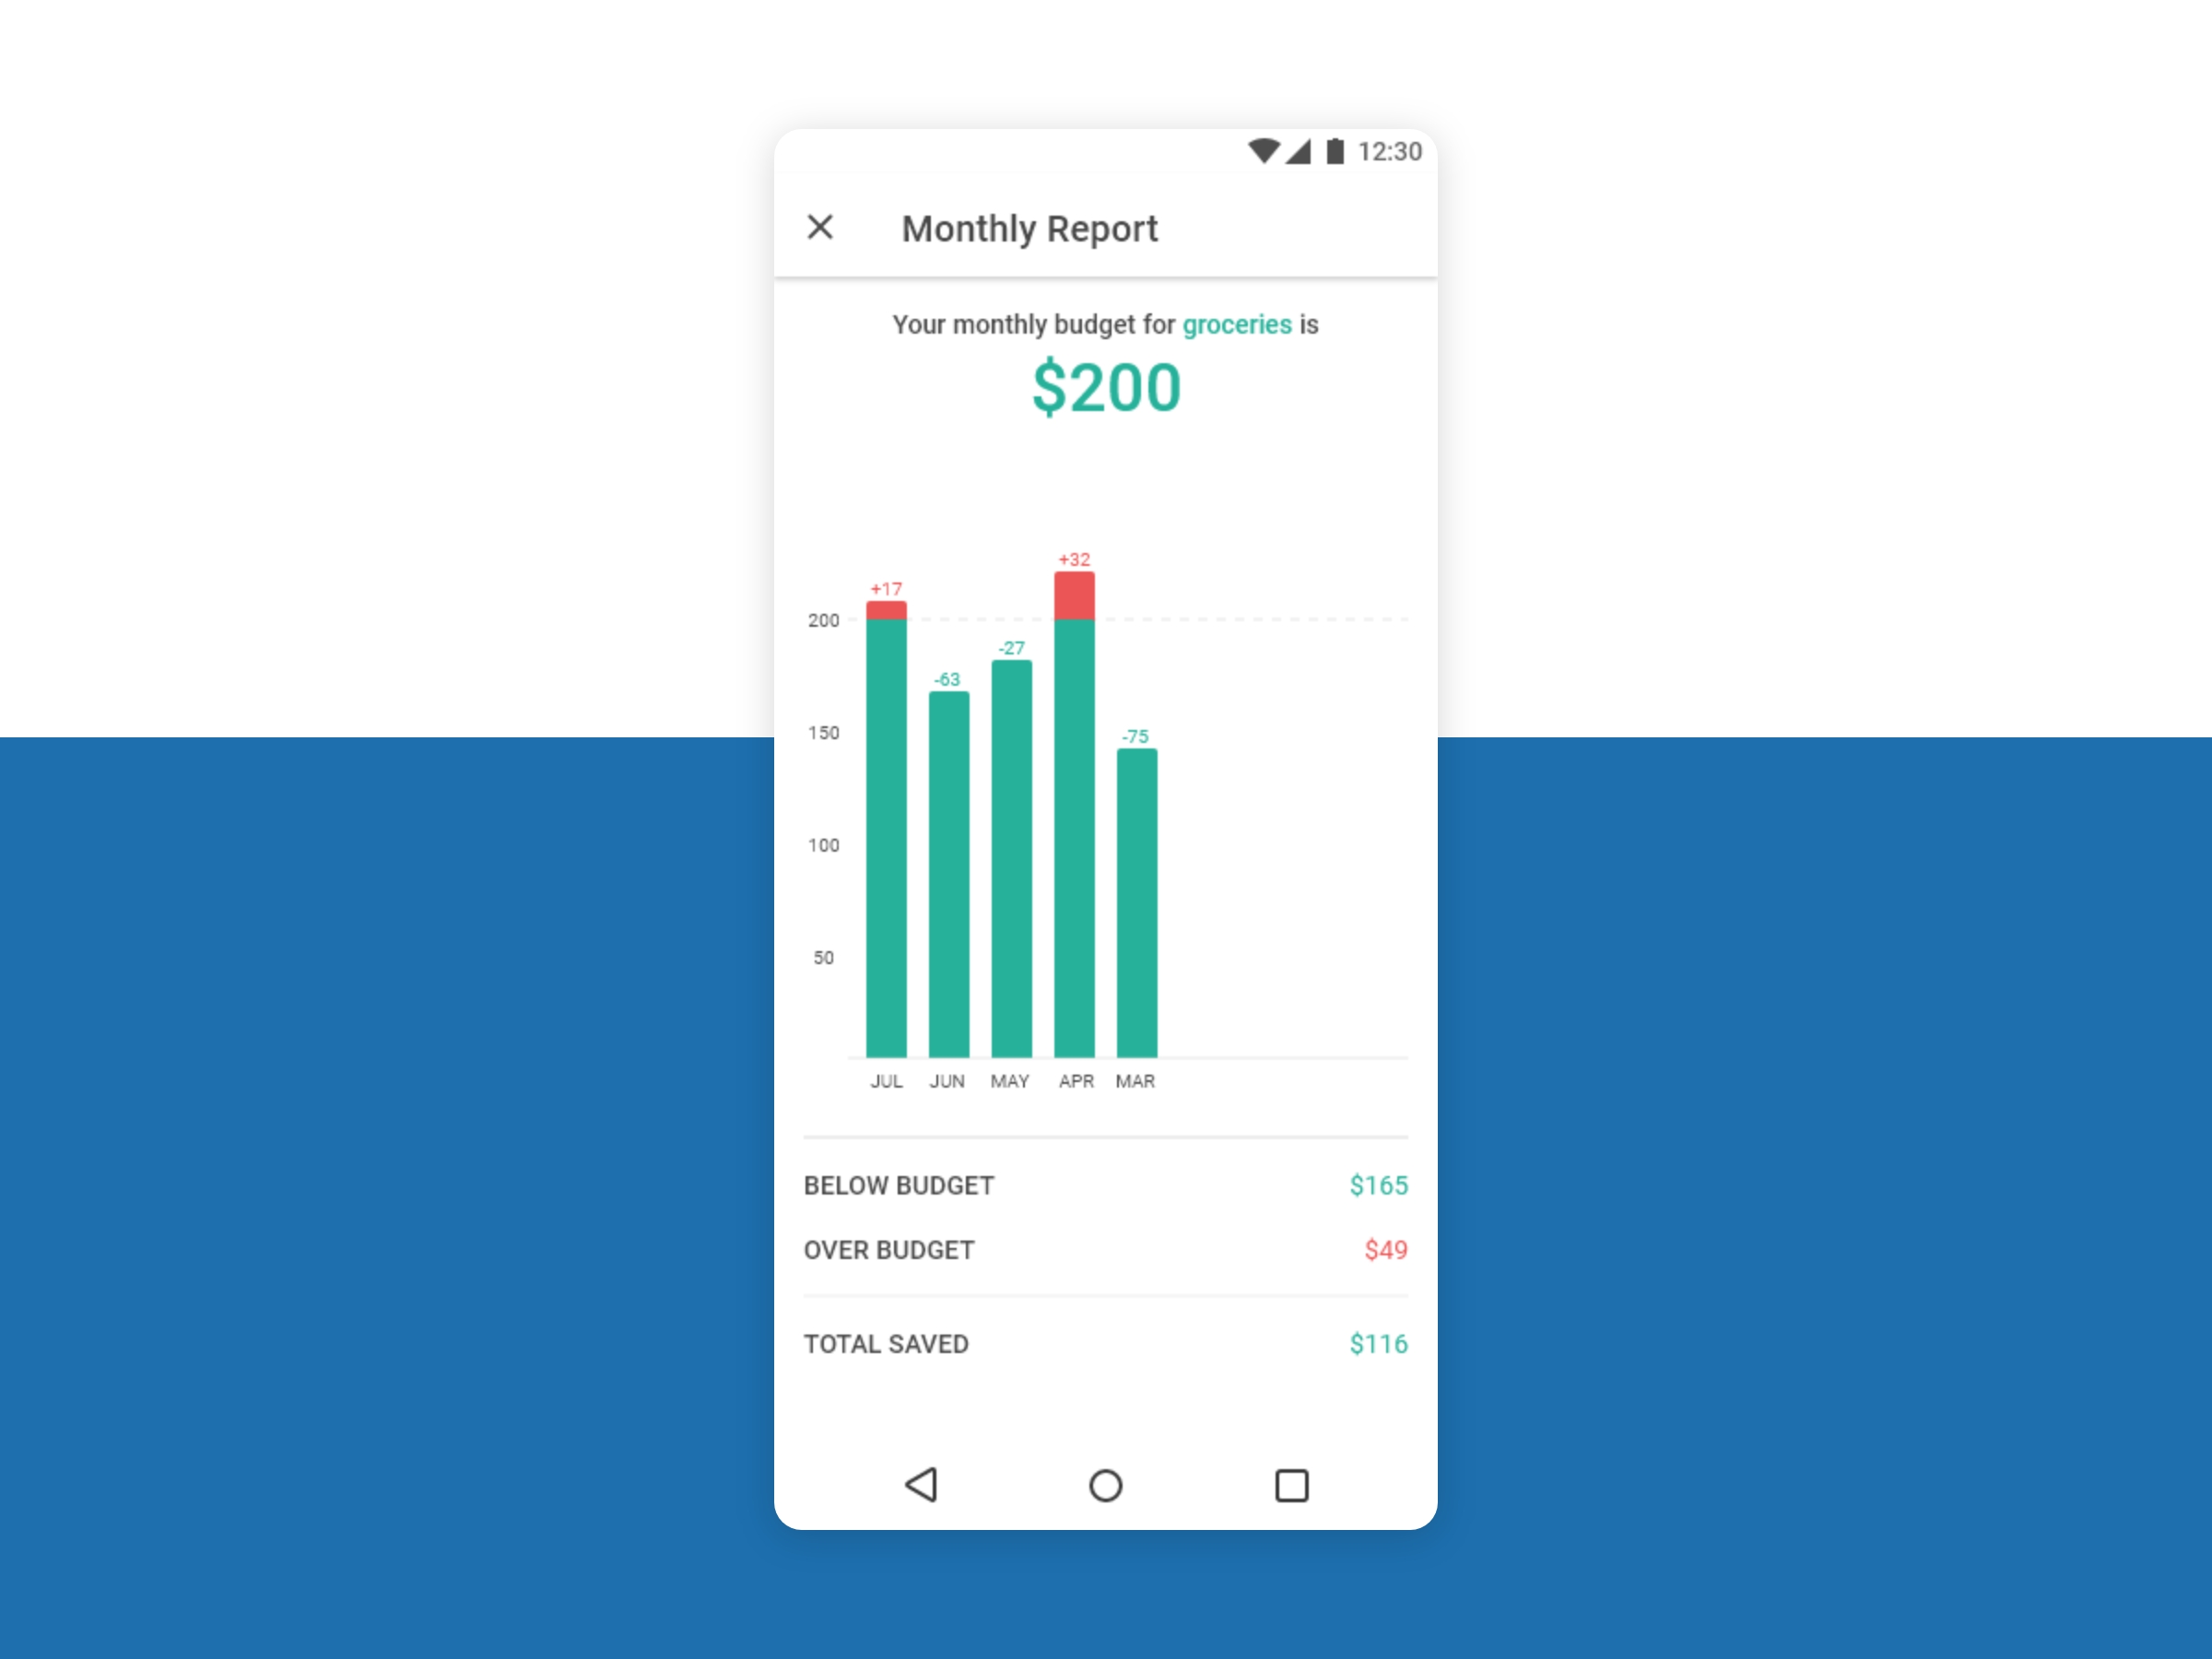 12:30
Monthly Report
Your monthly budget for groceries is
$200
+32
+17
200
-27
-63
150
-75
100
50
JUL JUN MAY APR MAR
BELOW BUDGET $165
OVER BUDGET $49
TOTAL SAVED $116